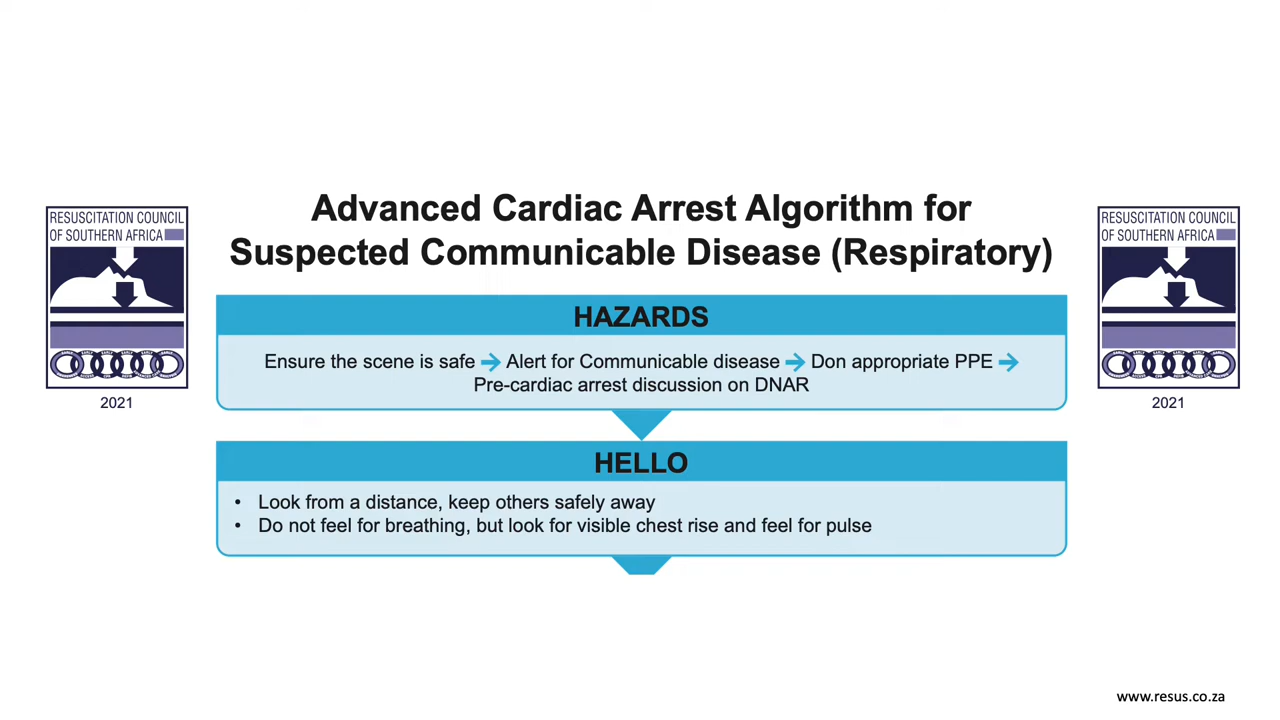 Advanced Cardiac Arrest Algorithm for
Suspected Communicable Disease (Respiratory)
RESUSCITATION COUNCIL
OF SOUTHERN AFRICA
2021
RESUSCITATION COUNCIL
OF SOUTHERN AFRICA
2021
HAZARDS
Ensure the scene is safe → Alert for Communicable disease → Don appropriate PPE →
Pre-cardiac arrest discussion on DNAR
HELLO
• Look from a distance, keep others safely away
• Do not feel for breathing, but look for visible chest rise and feel for pulse
www.resus.co.za